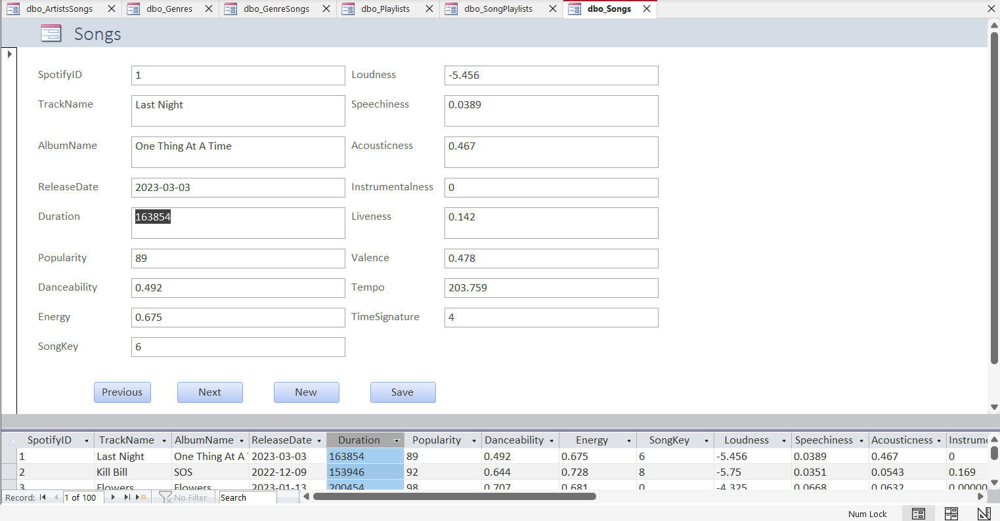 dbo_ArtistsSongs dbo_Genres dbo_GenreSongs dbo_Playlists dbo_SongPlaylists dbo_Songs
Songs
SpotifyID 1 Loudness -5.456
TrackName Last Night Speechiness 0.0389
AlbumName One Thing At A Time Acousticness 0.467
ReleaseDate 2023-03-03 Instrumentalness 0
Duration 163854 Liveness 0.142
Popularity 89 Valence 0.478
Danceability 0.492 Tempo 203.759
Energy 0.675 TimeSignature 4
SongKey 6
Previous Next New Save
SpotifyID TrackName AlbumName ReleaseDate Duration Popularity Danceability Energy SongKey Loudness Speechiness Acousticness Instrume
1 Last Night One Thing At A 2023-03-03 163854 89 0.492 0.675 6 -5.456 0.0389 0.467 0
2 Kill Bill SOS 2022-12-09 153946 92 0.644 0.728 8 -5.75 0.0351 0.0543 0.169
3 Flowers Flowers 2023-01-13 200454 98 0.707 0.681 0 -4.325 0.0668 0.0632 0.00000
Record: 1 of 100 No Filter Search
Num Lock